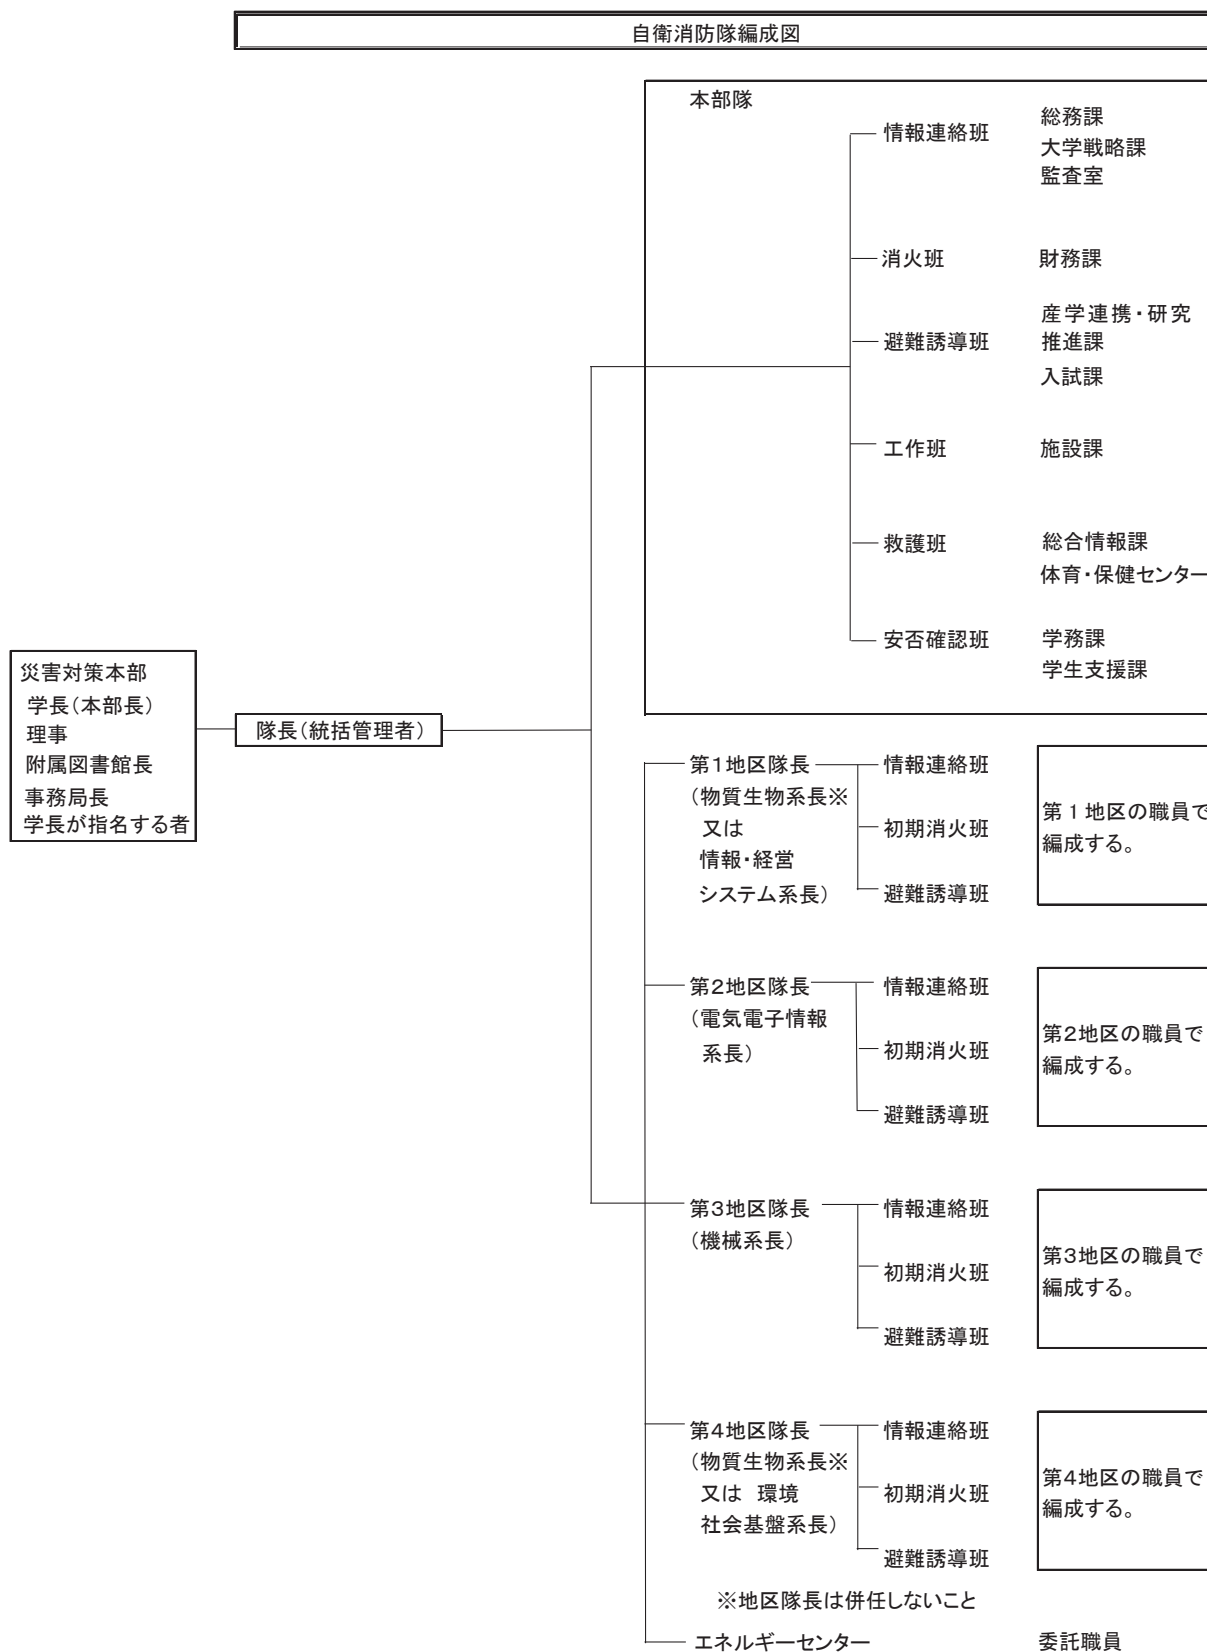 自衛消防隊編成図
本部隊
情報連絡班
総務課
大学戦略課
監査室
消火班
財務課
避難誘導班
産学連携・研究
推進課
入試課
工作班
施設課
救護班
総合情報課
体育・保健センター
安否確認班
学務課
学生支援課
災害対策本部
学長（本部長）
理事
附属図書館長
事務局長
学長が指名する者
隊長（統括管理者）
第１地区隊長
（物質生物系長※
又は
情報・経営
システム系長）
情報連絡班
初期消火班
避難誘導班
第１地区の職員で
編成する。
第２地区隊長
（電気電子情報
系長）
情報連絡班
初期消火班
避難誘導班
第２地区の職員で
編成する。
第３地区隊長
（機械系長）
情報連絡班
初期消火班
避難誘導班
第３地区の職員で
編成する。
第４地区隊長
（物質生物系長※
又は 環境
社会基盤系長）
情報連絡班
初期消火班
避難誘導班
第４地区の職員で
編成する。
※地区隊長は併任しないこと
エネルギーセンター
委託職員